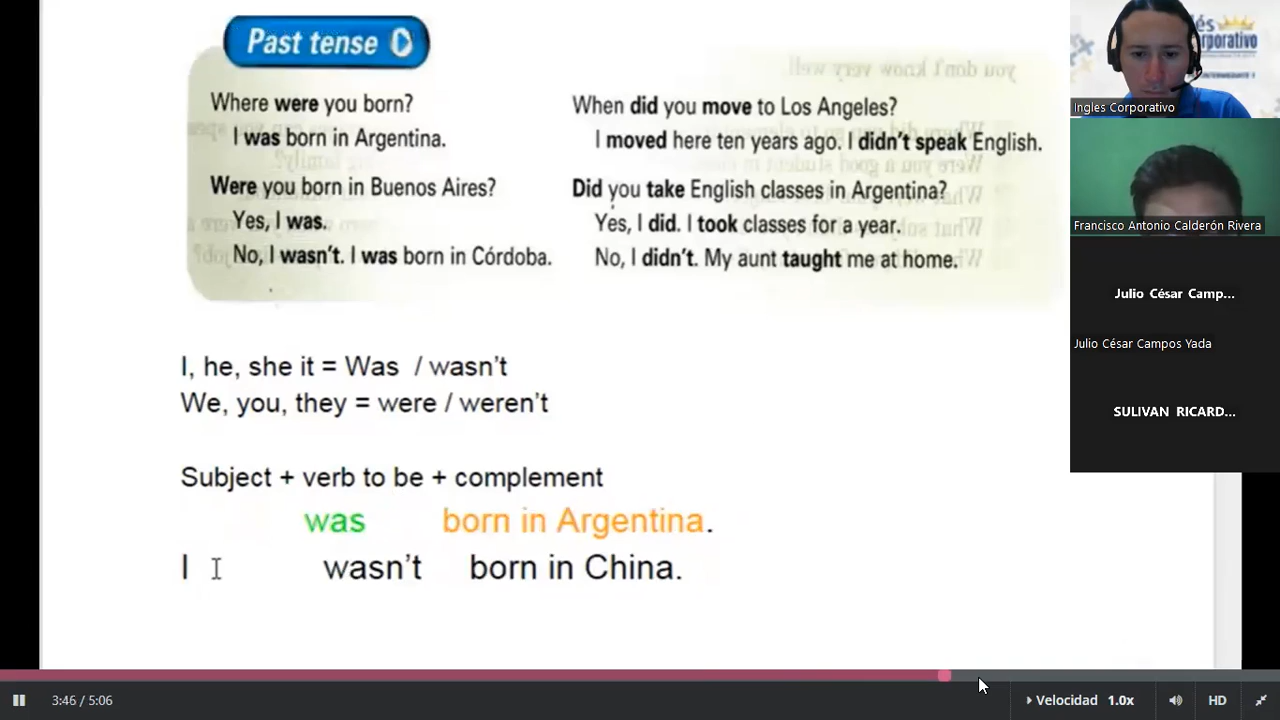 Past tense
Where were you born?
I was born in Argentina.
Were you born in Buenos Aires?
Yes, I was.
No, I wasn't. I was born in Córdoba.
you don't know very well.
When did you move to Los Angeles?
I moved here ten years ago. I didn't speak English.
Did you take English classes in Argentina?
Yes, I did. I took classes for a year.
No, I didn't. My aunt taught me at home.
I, he, she it = Was / wasn't
We, you, they = were / weren't
Subject + verb to be + complement
was born in Argentina.
I wasn't born in China.
Ingles Corporativo
Francisco Antonio Calderón Rivera
Julio César Camp...
Julio César Campos Yada
SULIVAN RICARD...
3:46 / 5:06
Velocidad 1.0x
HD